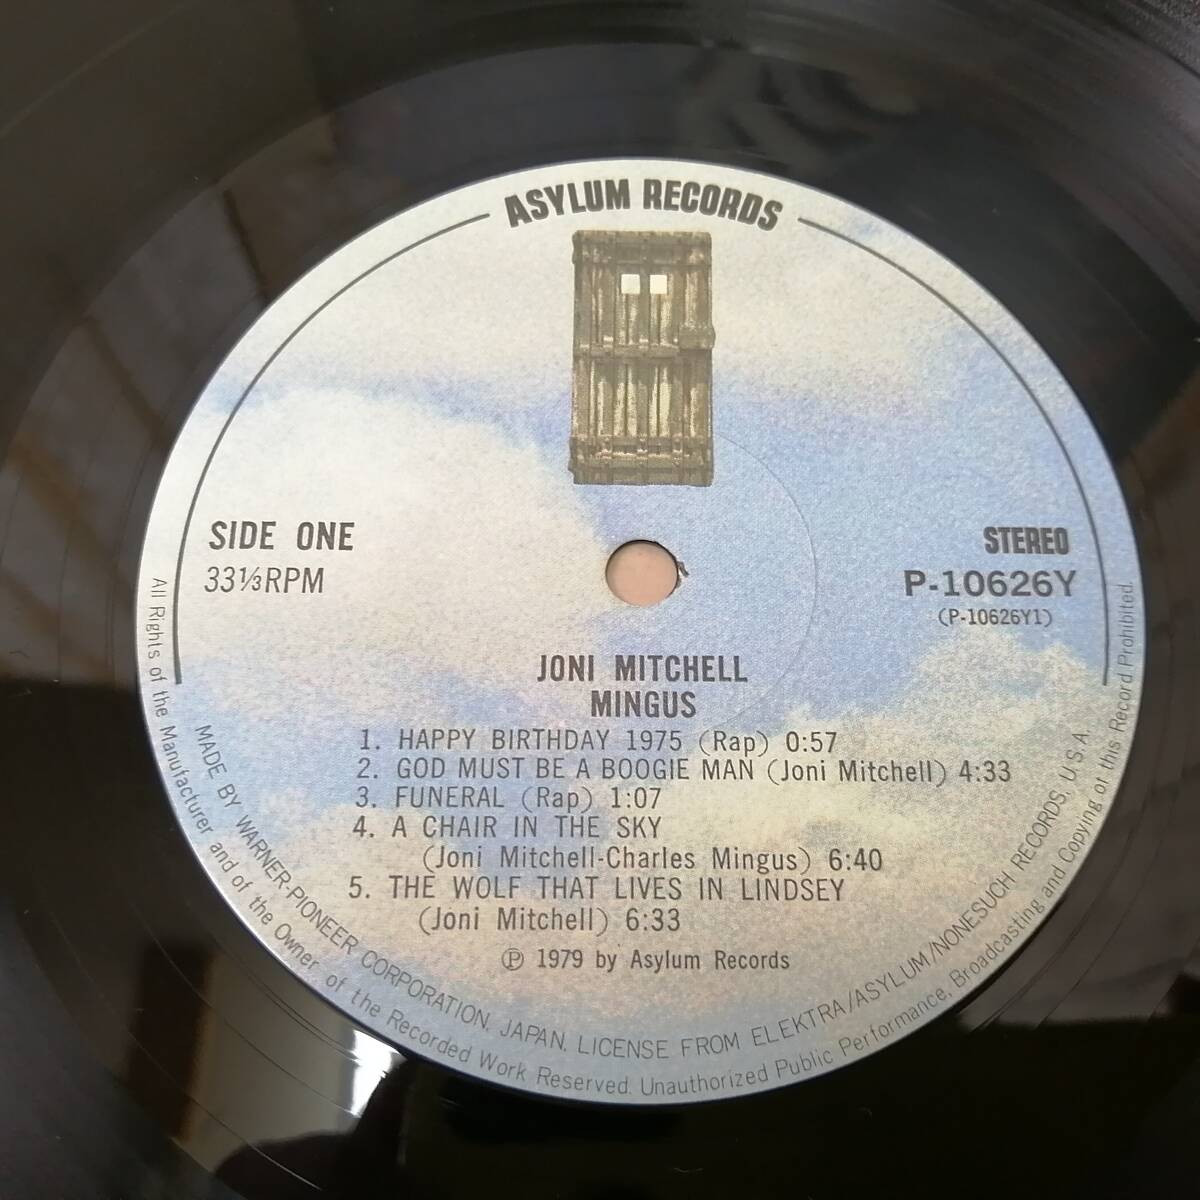 ASYLUM RECORDS
SIDE ONE
33⅓RPM
STEREO
P-10626Y
(P-10626Y1)
JONI MITCHELL
MINGUS
1. HAPPY BIRTHDAY 1975 (Rap) 0:57
2. GOD MUST BE A BOOGIE MAN (Joni Mitchell) 4:33
3. FUNERAL (Rap) 1:07
4. A CHAIR IN THE SKY
(Joni Mitchell-Charles Mingus) 6:40
5. THE WOLF THAT LIVES IN LINDSEY
(Joni Mitchell) 6:33
Ⓟ 1979 by Asylum Records
MADE BY WARNER-PIONEER CORPORATION, JAPAN. LICENSE FROM ELEKTRA/ASYLUM/NONESUCH RECORDS, U.S.A.
All Rights of the Manufacturer and of the Owner of the Recorded Work Reserved. Unauthorized Public Performance, Broadcasting and Copying of this Record Prohibited.